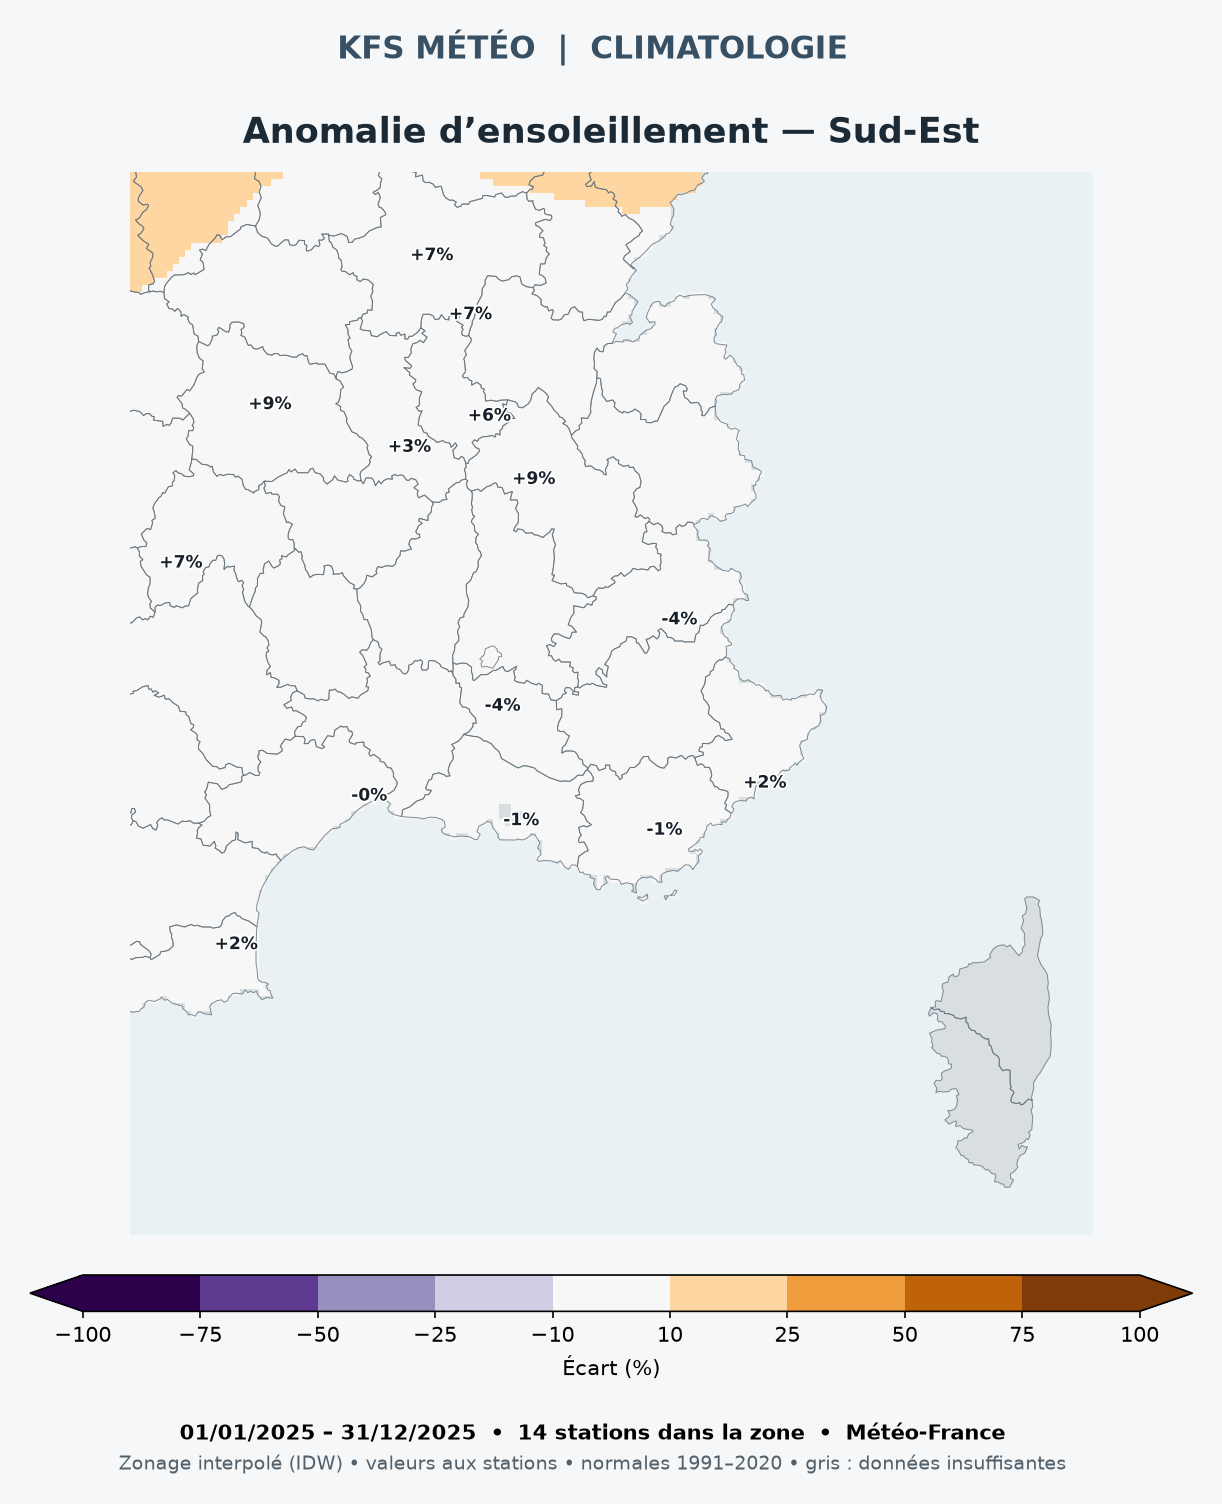 KFS MÉTÉO | CLIMATOLOGIE
Anomalie d’ensoleillement — Sud-Est
+7%
+7%
+9%
+6%
+3%
+9%
+7%
-4%
-4%
+2%
-0%
-1%
-1%
+2%
−100 −75 −50 −25 −10 10 25 50 75 100
Écart (%)
01/01/2025 – 31/12/2025 • 14 stations dans la zone • Météo-France
Zonage interpolé (IDW) • valeurs aux stations • normales 1991–2020 • gris : données insuffisantes